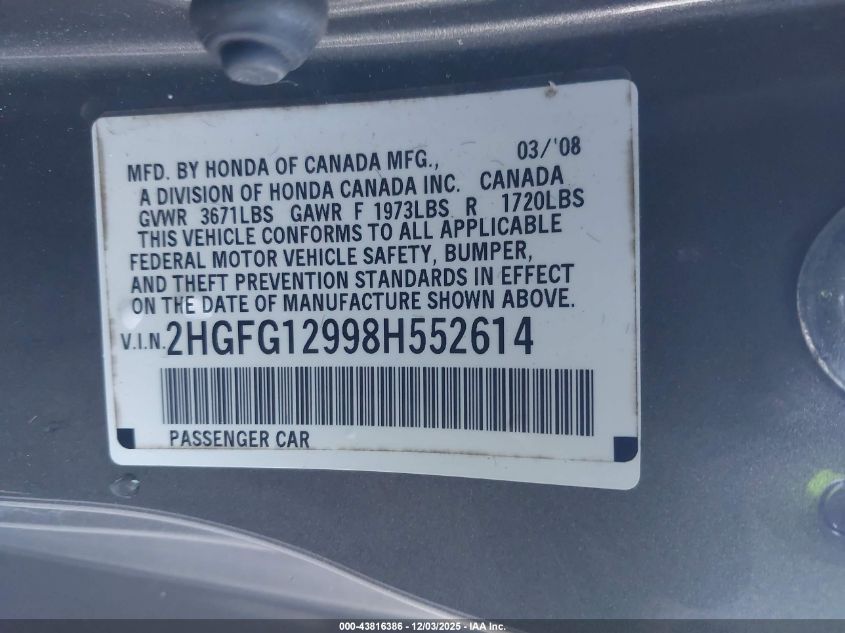 MFD. BY HONDA OF CANADA MFG., 03/'08
A DIVISION OF HONDA CANADA INC. CANADA
GVWR 3671LBS GAWR F 1973LBS R 1720LBS
THIS VEHICLE CONFORMS TO ALL APPLICABLE
FEDERAL MOTOR VEHICLE SAFETY, BUMPER,
AND THEFT PREVENTION STANDARDS IN EFFECT
ON THE DATE OF MANUFACTURE SHOWN ABOVE.
V.I.N. 2HGFG12998H552614
PASSENGER CAR
000-43816386 - 12/03/2025 - IAA Inc.